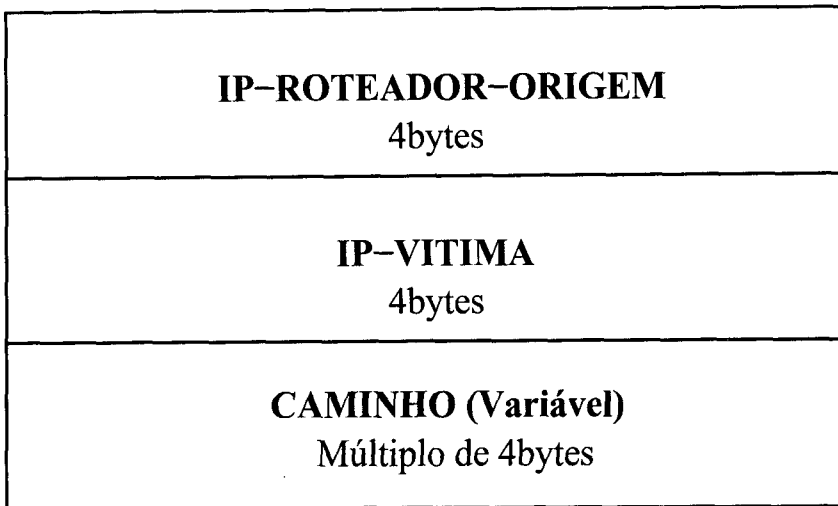 IP−ROTEADOR−ORIGEM
4bytes
IP−VITIMA
4bytes
CAMINHO (Variável)
Múltiplo de 4bytes